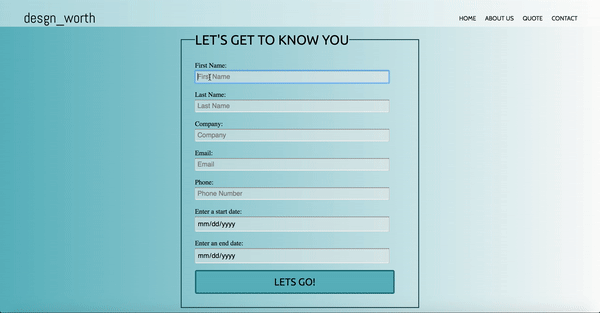 desgn_worth
HOME ABOUT US QUOTE CONTACT
LET'S GET TO KNOW YOU
First Name:
First Name
Last Name:
Last Name
Company:
Company
Email:
Email
Phone:
Phone Number
Enter a start date:
mm/dd/yyyy
Enter an end date:
mm/dd/yyyy
LETS GO!